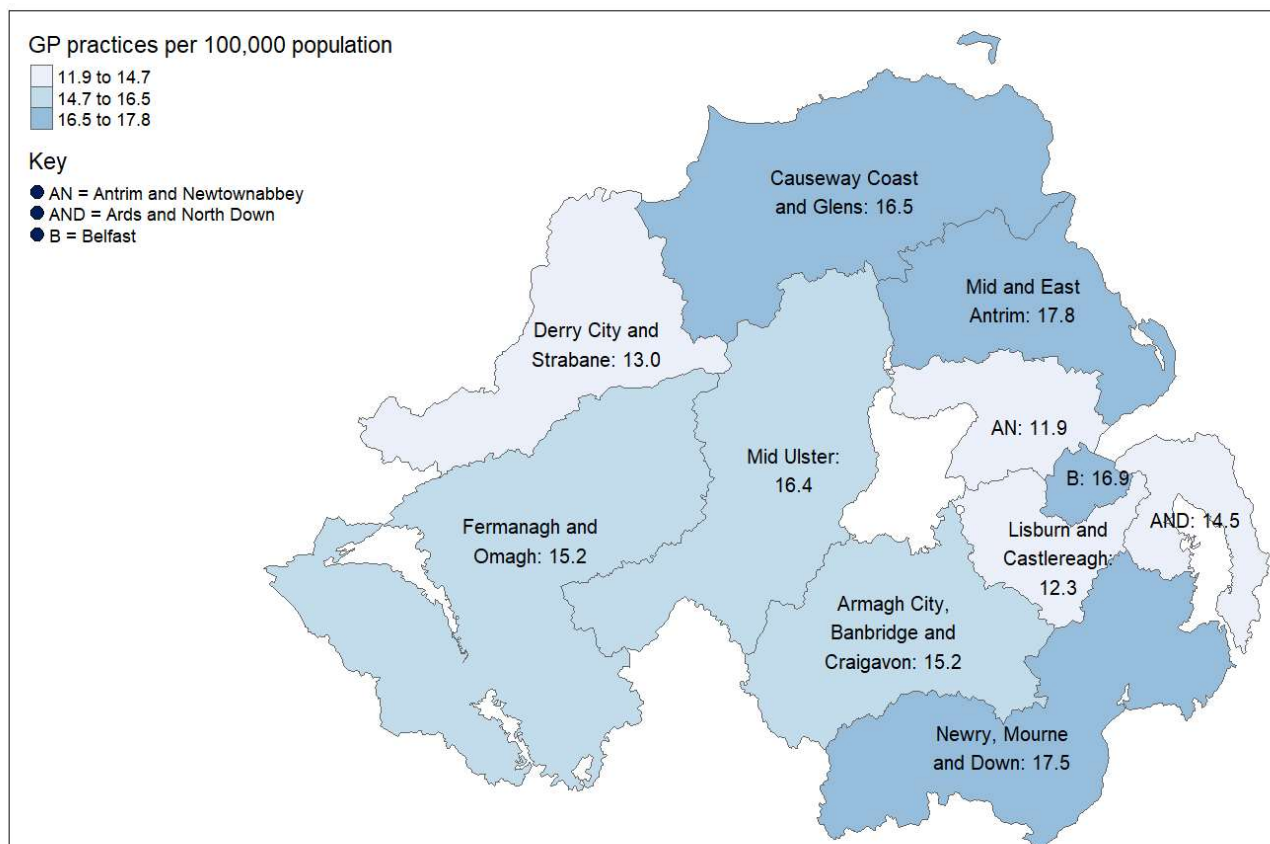 GP practices per 100,000 population
11.9 to 14.7
14.7 to 16.5
16.5 to 17.8
Key
AN = Antrim and Newtownabbey
AND = Ards and North Down
B = Belfast
Causeway Coast
and Glens: 16.5
Mid and East
Antrim: 17.8
Derry City and
Strabane: 13.0
AN: 11.9
Mid Ulster:
16.4
B: 16.9
Fermanagh and
Omagh: 15.2
Lisburn and
Castlereagh:
12.3
AND: 14.5
Armagh City,
Banbridge and
Craigavon: 15.2
Newry, Mourne
and Down: 17.5